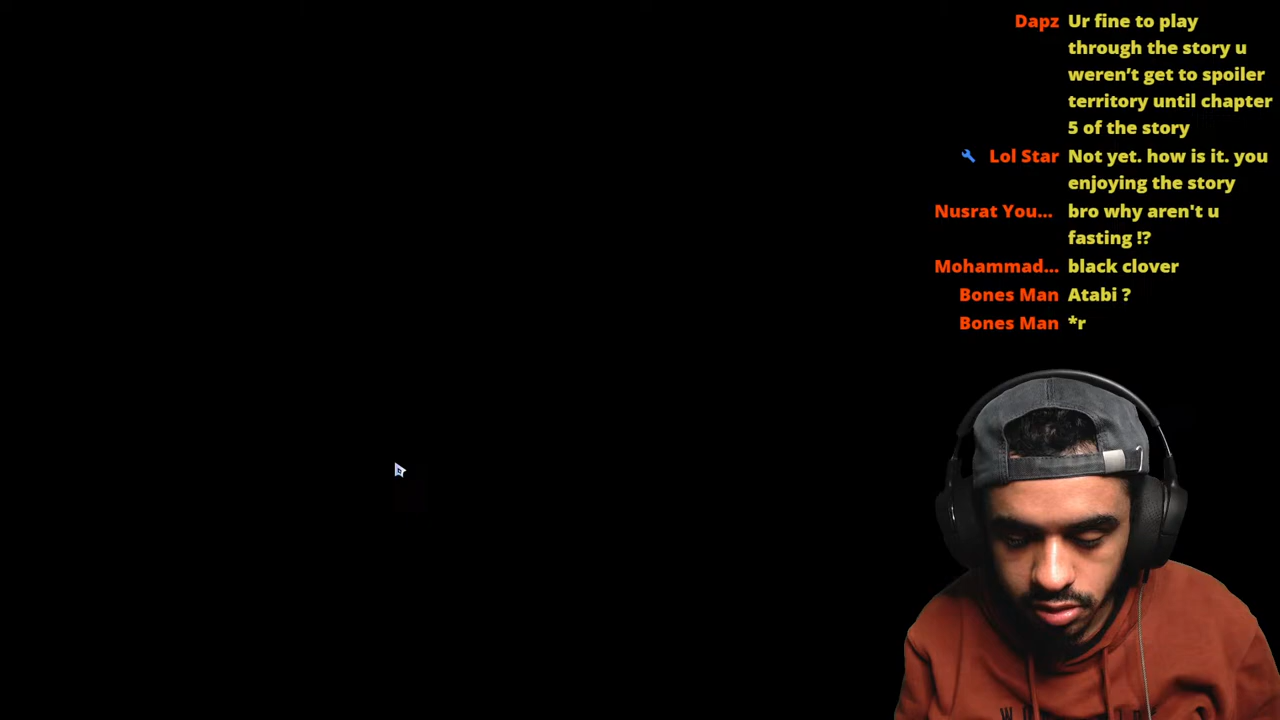 Dapz Ur fine to play
through the story u
weren’t get to spoiler
territory until chapter
5 of the story
Lol Star Not yet. how is it. you
enjoying the story
Nusrat You... bro why aren't u
fasting !?
Mohammad... black clover
Bones Man Atabi ?
Bones Man *r